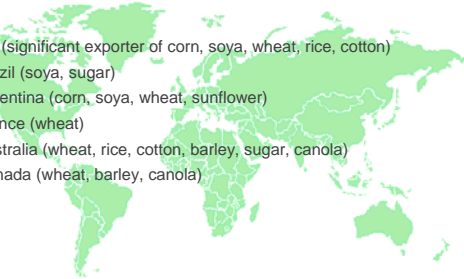 (significant exporter of corn, soya, wheat, rice, cotton)
zil (soya, sugar)
entina (corn, soya, wheat, sunflower)
nce (wheat)
stralia (wheat, rice, cotton, barley, sugar, canola)
nada (wheat, barley, canola)